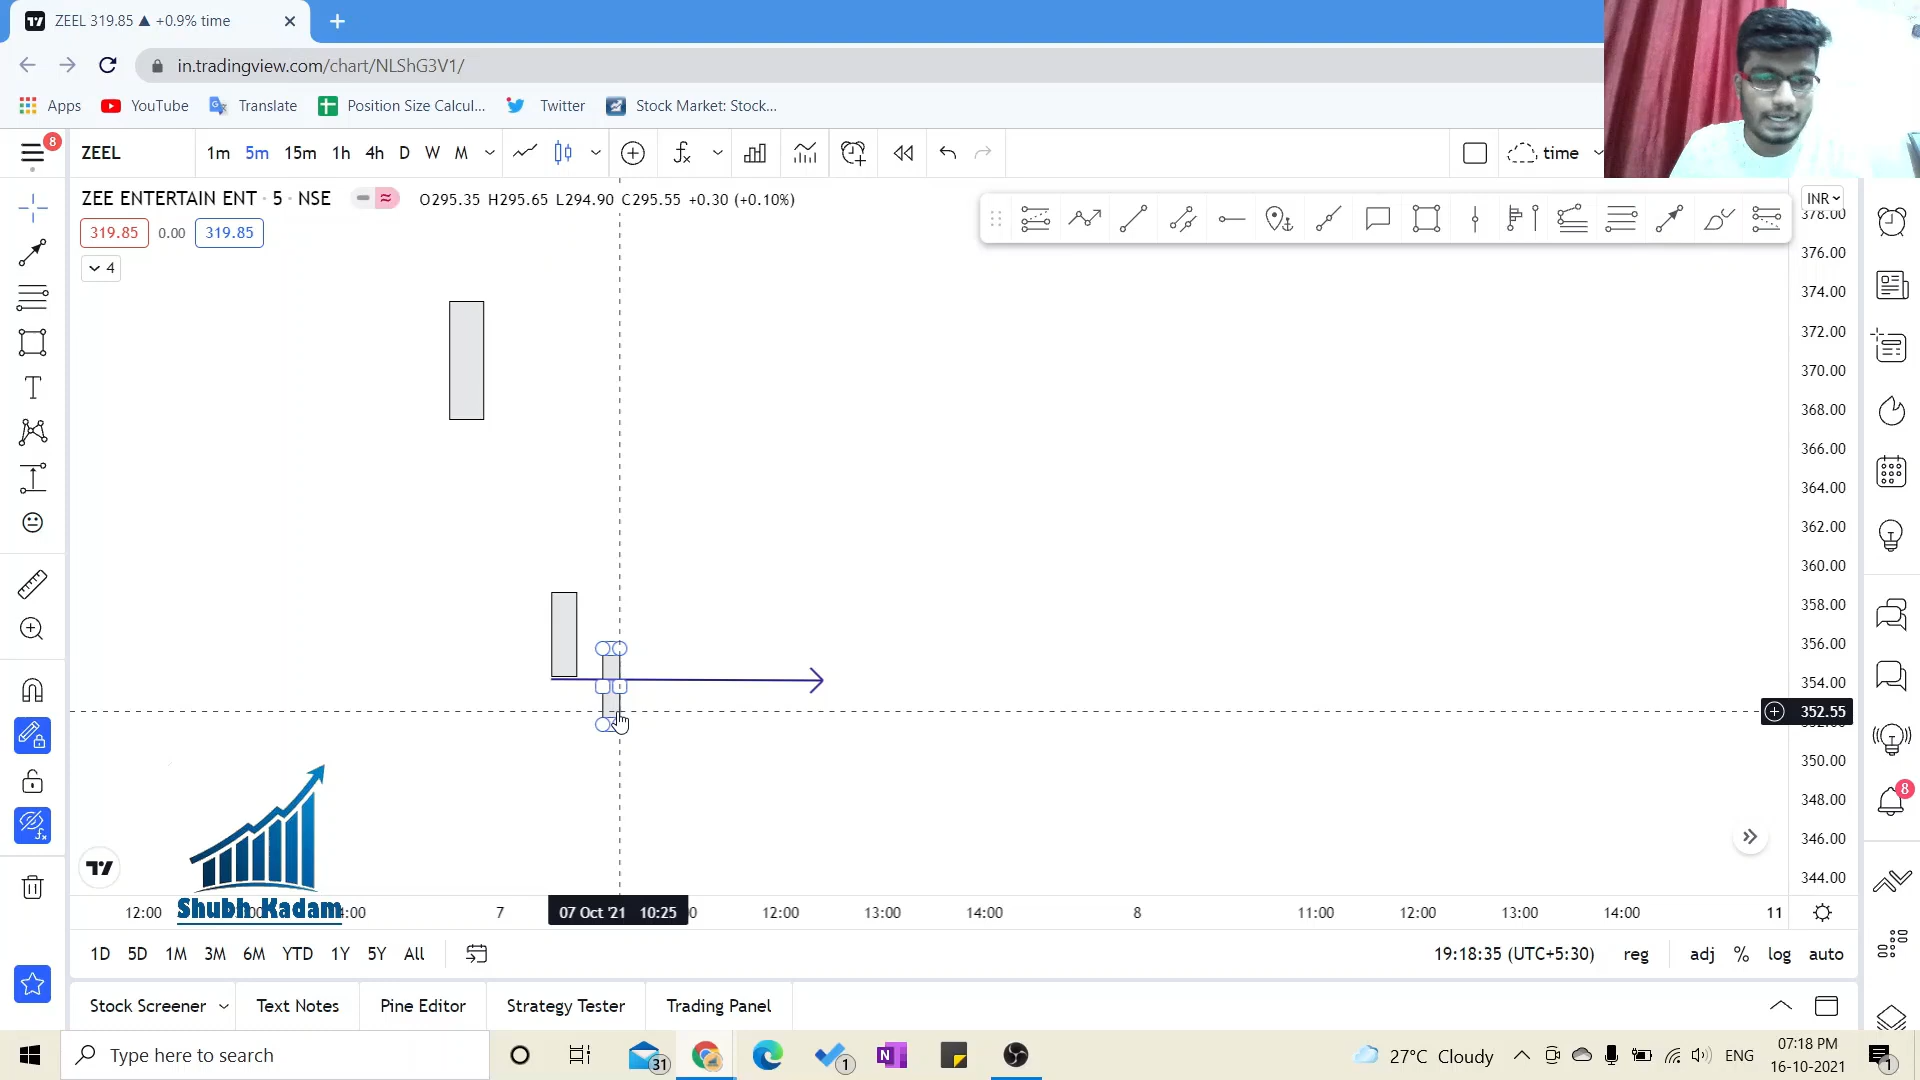 ZEEL 319.85 ▲ +0.9% time
in.tradingview.com/chart/NLShG3V1/
Apps YouTube Translate Position Size Calcul... Twitter Stock Market: Stock...
8
ZEEL 1m 5m 15m 1h 4h D W M time
ZEE ENTERTAIN ENT · 5 · NSE O295.35 H295.65 L294.90 C295.55 +0.30 (+0.10%)
INR
319.85 0.00 319.85
4
378.00
376.00
374.00
372.00
370.00
368.00
366.00
364.00
362.00
360.00
358.00
356.00
354.00
352.55
350.00
348.00
346.00
344.00
8
Shubh Kadam
12:00 7 07 Oct '21 10:25 12:00 13:00 14:00 8 11:00 12:00 13:00 14:00 11
1D 5D 1M 3M 6M YTD 1Y 5Y All 19:18:35 (UTC+5:30) reg adj % log auto
Stock Screener Text Notes Pine Editor Strategy Tester Trading Panel
Type here to search 31 1 27°C Cloudy ENG 07:18 PM
16-10-2021
1